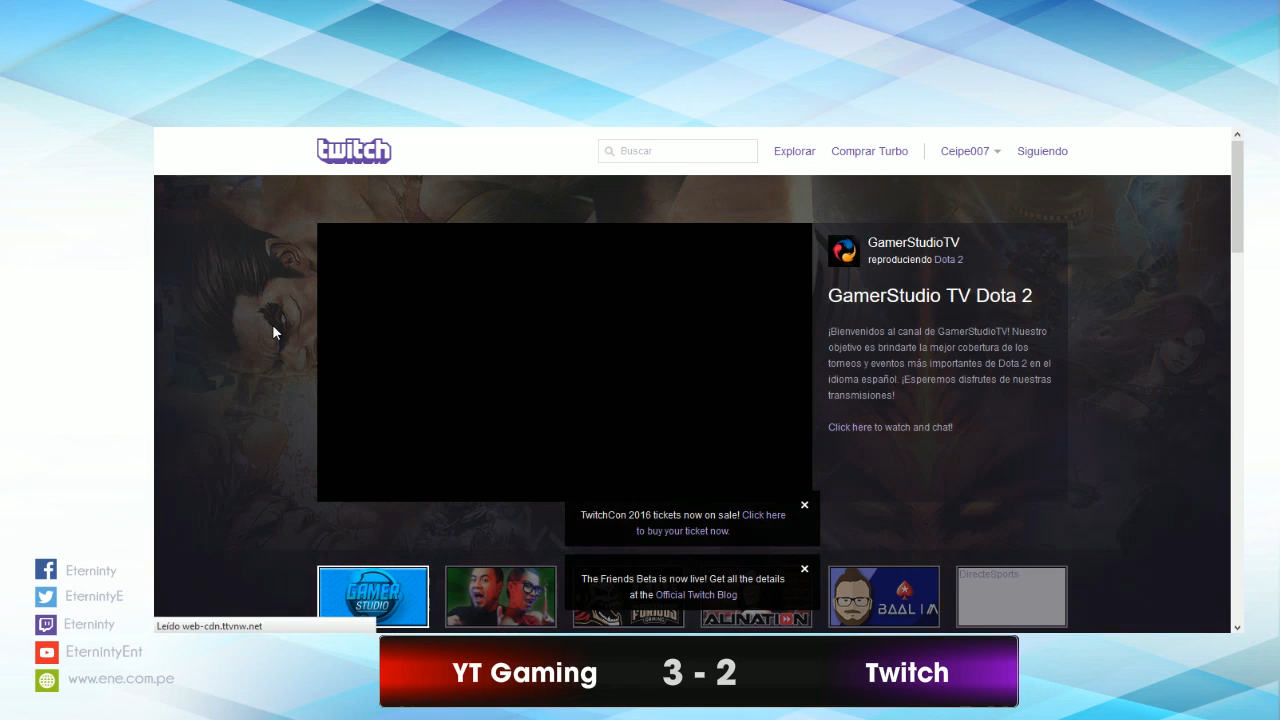 twitch
Buscar
Explorar
Comprar Turbo
Ceipe007
Siguiendo
GamerStudioTV
reproduciendo Dota 2
GamerStudio TV Dota 2
¡Bienvenidos al canal de GamerStudioTV! Nuestro
objetivo es brindarte la mejor cobertura de los
torneos y eventos más importantes de Dota 2 en el
idioma español. ¡Esperemos disfrutes de nuestras
transmisiones!
Click here to watch and chat!
TwitchCon 2016 tickets now on sale! Click here
to buy your ticket now.
The Friends Beta is now live! Get all the details
at the Official Twitch Blog
GAMER
STUDIO
FURIOUS
GAMING
ALLNATION
BAALIM
DirecteSports
Leído web-cdn.ttvnw.net
Eterninty
EternintyE
Eterninty
EternintyEnt
www.ene.com.pe
YT Gaming
3 - 2
Twitch